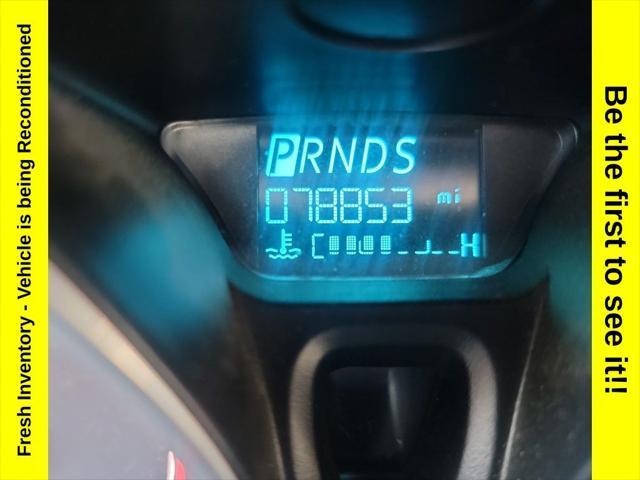 Fresh Inventory - Vehicle is being Reconditioned
PRNDS
078853 mi
C H
Be the first to see it!!